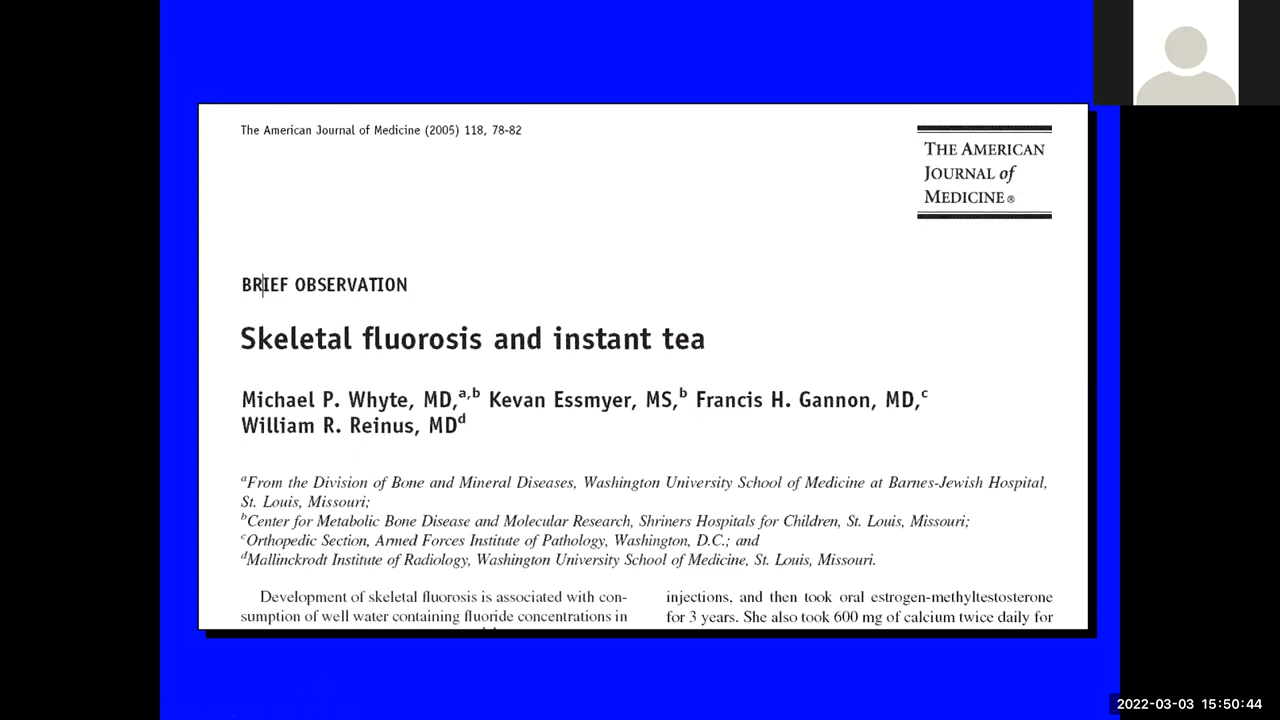 The American Journal of Medicine (2005) 118, 78-82
THE AMERICAN
JOURNAL of
MEDICINE®
BRIEF OBSERVATION
Skeletal fluorosis and instant tea
Michael P. Whyte, MD,a,b Kevan Essmyer, MS,b Francis H. Gannon, MD,c
William R. Reinus, MDd
aFrom the Division of Bone and Mineral Diseases, Washington University School of Medicine at Barnes-Jewish Hospital,
St. Louis, Missouri;
bCenter for Metabolic Bone Disease and Molecular Research, Shriners Hospitals for Children, St. Louis, Missouri;
cOrthopedic Section, Armed Forces Institute of Pathology, Washington, D.C.; and
dMallinckrodt Institute of Radiology, Washington University School of Medicine, St. Louis, Missouri.
Development of skeletal fluorosis is associated with con-
sumption of well water containing fluoride concentrations in
injections, and then took oral estrogen-methyltestosterone
for 3 years. She also took 600 mg of calcium twice daily for
2022-03-03 15:50:44